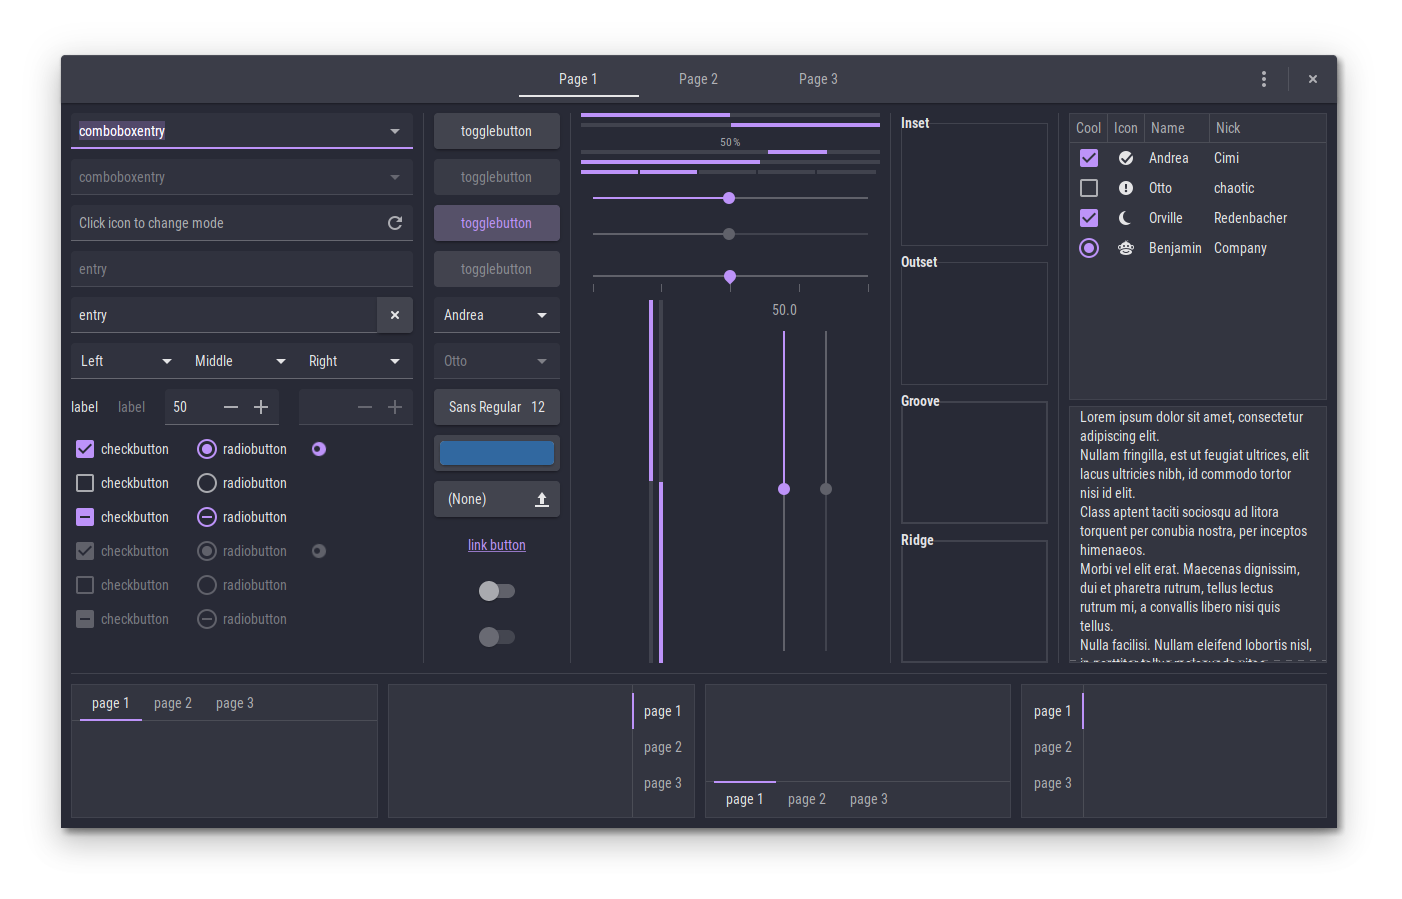 Page 1
Page 2
Page 3
comboboxentry
comboboxentry
Click icon to change mode
entry
entry
Left Middle Right
label label 50
checkbutton radiobutton
checkbutton radiobutton
checkbutton radiobutton
checkbutton radiobutton
checkbutton radiobutton
checkbutton radiobutton
togglebutton
togglebutton
togglebutton
togglebutton
Andrea
Otto
Sans Regular 12
(None)
link button
50 %
50.0
Inset
Outset
Groove
Ridge
Cool Icon Name Nick
Andrea Cimi
Otto chaotic
Orville Redenbacher
Benjamin Company
Lorem ipsum dolor sit amet, consectetur
adipiscing elit.
Nullam fringilla, est ut feugiat ultrices, elit
lacus ultricies nibh, id commodo tortor
nisi id elit.
Class aptent taciti sociosqu ad litora
torquent per conubia nostra, per inceptos
himenaeos.
Morbi vel elit erat. Maecenas dignissim,
dui et pharetra rutrum, tellus lectus
rutrum mi, a convallis libero nisi quis
tellus.
Nulla facilisi. Nullam eleifend lobortis nisl,
page 1 page 2 page 3
page 1
page 2
page 3
page 1 page 2 page 3
page 1
page 2
page 3